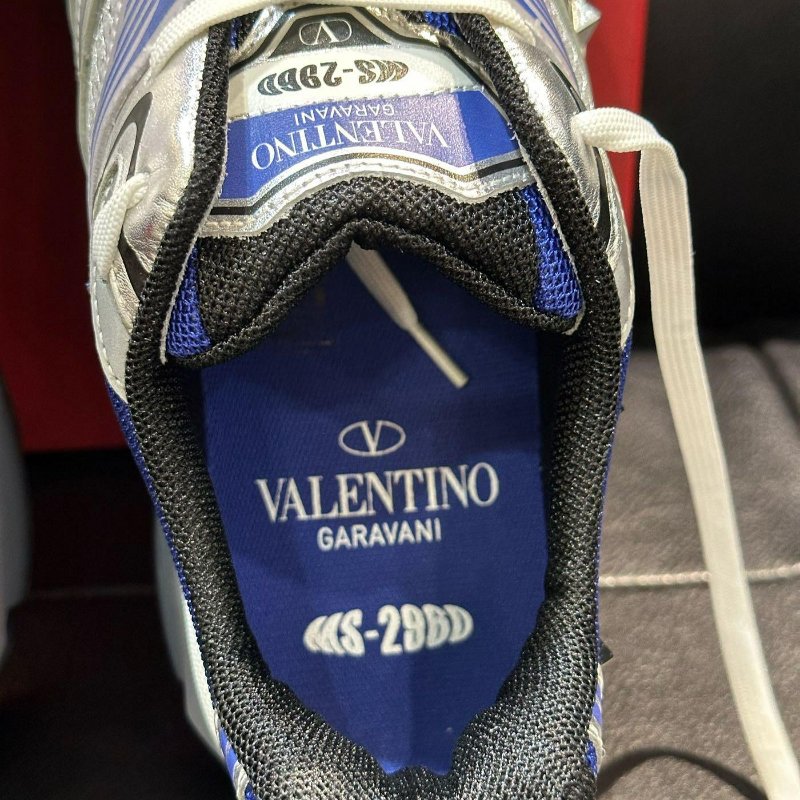 V
MS-2960
VALENTINO
GARAVANI
V
VALENTINO
GARAVANI
MS-2960